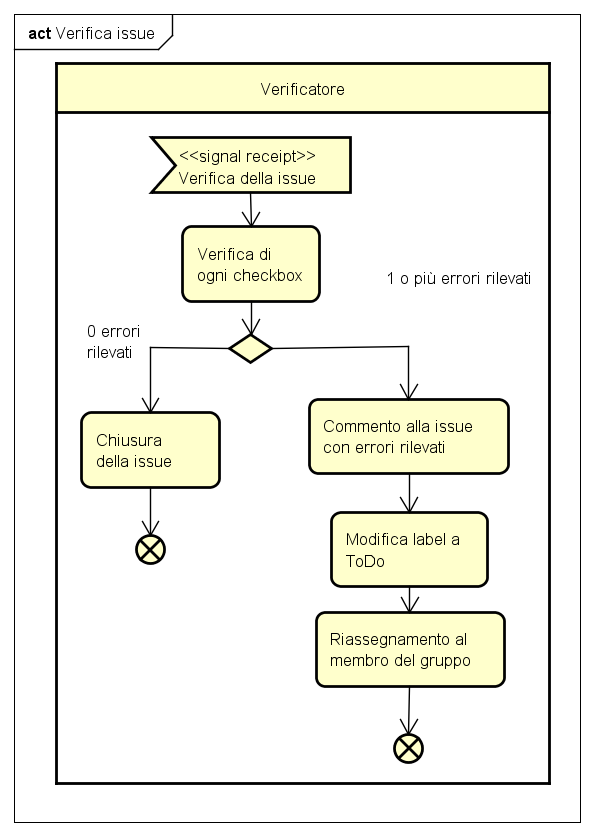 act Verifica issue
Verificatore
<<signal receipt>>
Verifica della issue
Verifica di
ogni checkbox
1 o più errori rilevati
0 errori
rilevati
Chiusura
della issue
Commento alla issue
con errori rilevati
Modifica label a
ToDo
Riassegnamento al
membro del gruppo